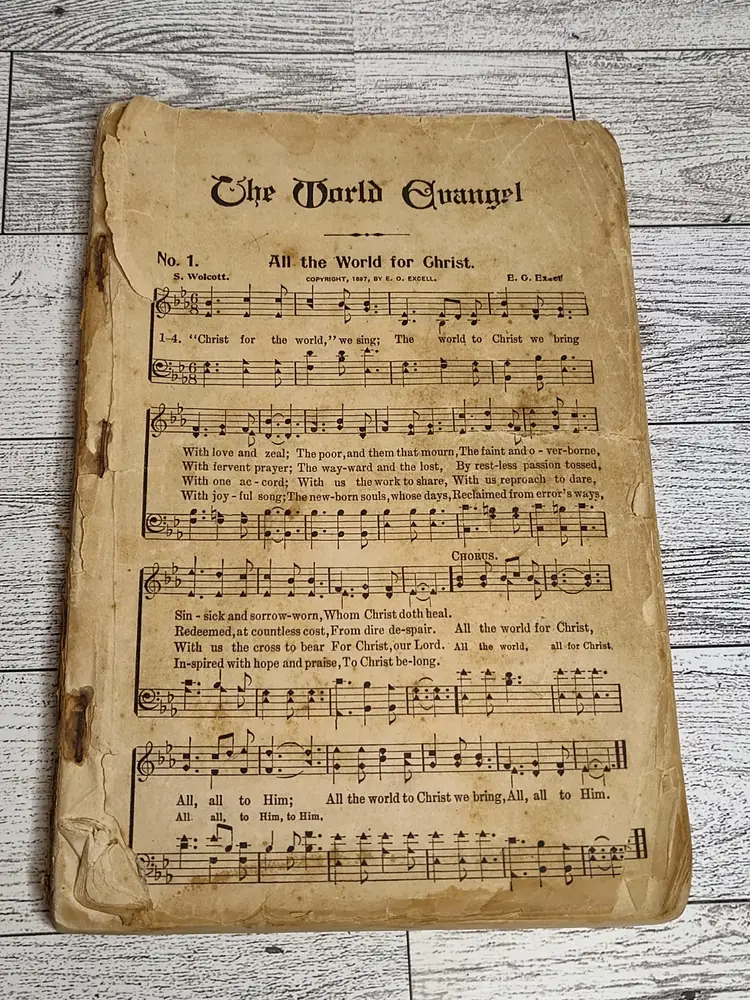 The World Evangel
No. 1. All the World for Christ.
S. Wolcott. COPYRIGHT, 1897, BY E. O. EXCELL. E. O. Excell
1-4. "Christ for the world," we sing; The world to Christ we bring
With love and zeal; The poor, and them that mourn, The faint and o - ver-borne,
With fervent prayer; The way-ward and the lost, By rest-less passion tossed,
With one ac - cord; With us the work to share, With us reproach to dare,
With joy - ful song; The new-born souls, whose days, Reclaimed from error's ways,
CHORUS.
Sin - sick and sorrow-worn, Whom Christ doth heal.
Redeemed, at countless cost, From dire de-spair. All the world for Christ,
With us the cross to bear For Christ, our Lord. All the world, all for Christ.
In-spired with hope and praise, To Christ be-long.
All, all to Him; All the world to Christ we bring, All, all to Him.
All all, to Him, to Him,